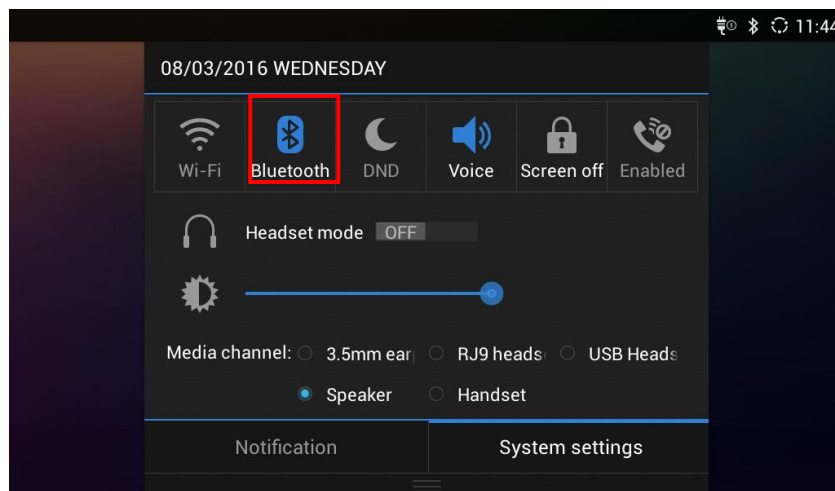 11:44
08/03/2016 WEDNESDAY
Wi-Fi Bluetooth DND Voice Screen off Enabled
Headset mode OFF
Media channel: 3.5mm ear RJ9 heads USB Heads
Speaker Handset
Notification System settings